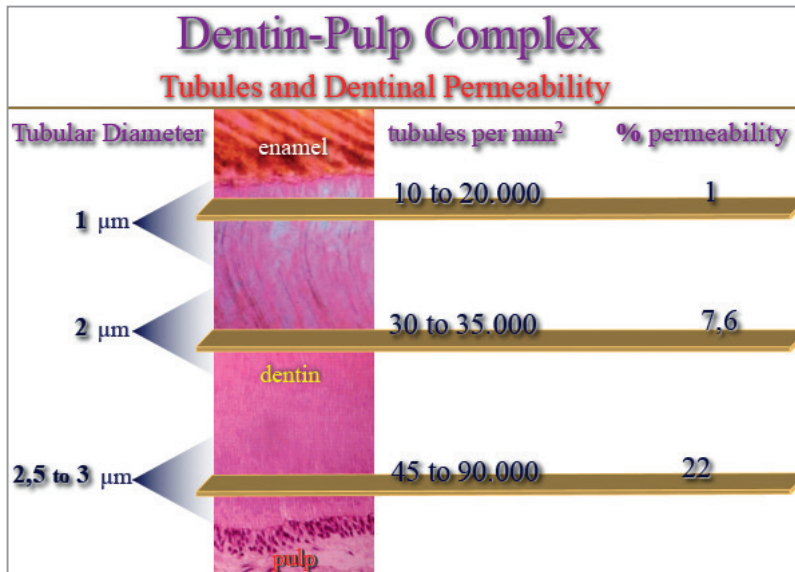 Dentin-Pulp Complex
Tubules and Dentinal Permeability
Tubular Diameter
enamel
tubules per mm²
% permeability
1 µm
10 to 20.000
1
2 µm
30 to 35.000
7,6
dentin
2,5 to 3 µm
45 to 90.000
22
pulp